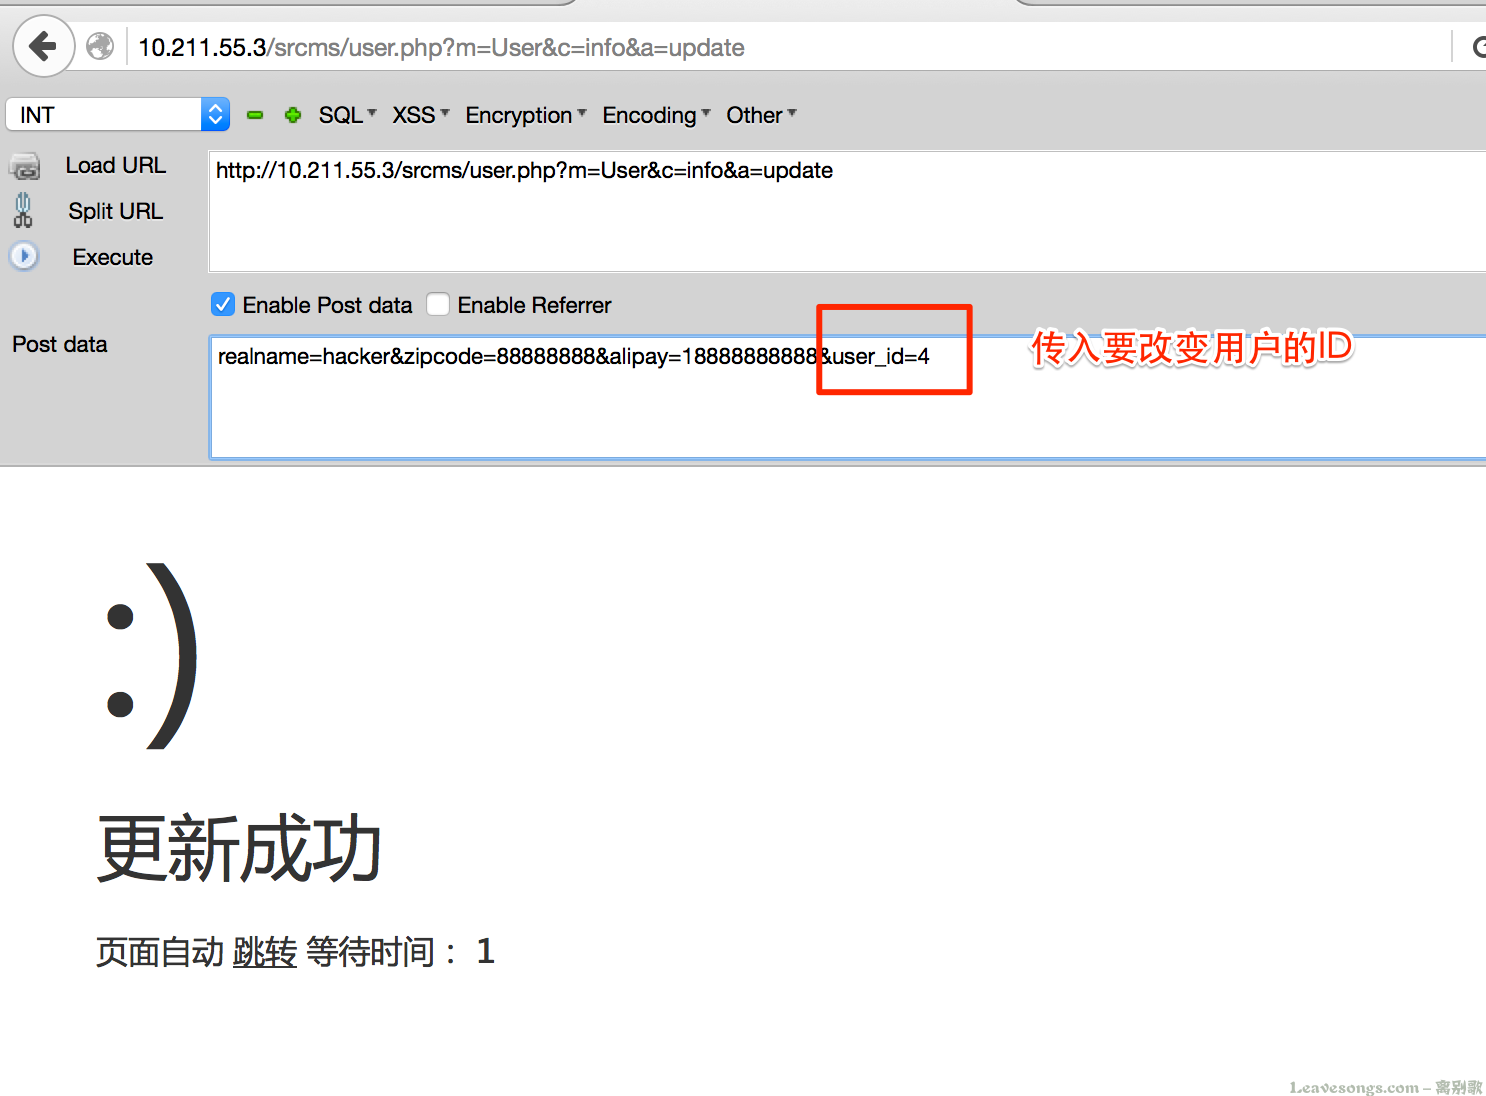 10.211.55.3/srcms/user.php?m=User&c=info&a=update
INT SQL XSS Encryption Encoding Other
Load URL
http://10.211.55.3/srcms/user.php?m=User&c=info&a=update
Split URL
Execute
Enable Post data Enable Referrer
Post data
realname=hacker&zipcode=88888888&alipay=18888888888&user_id=4
传入要改变用户的ID
:)
更新成功
页面自动 跳转 等待时间： 1
Leavesongs.com – 离别歌